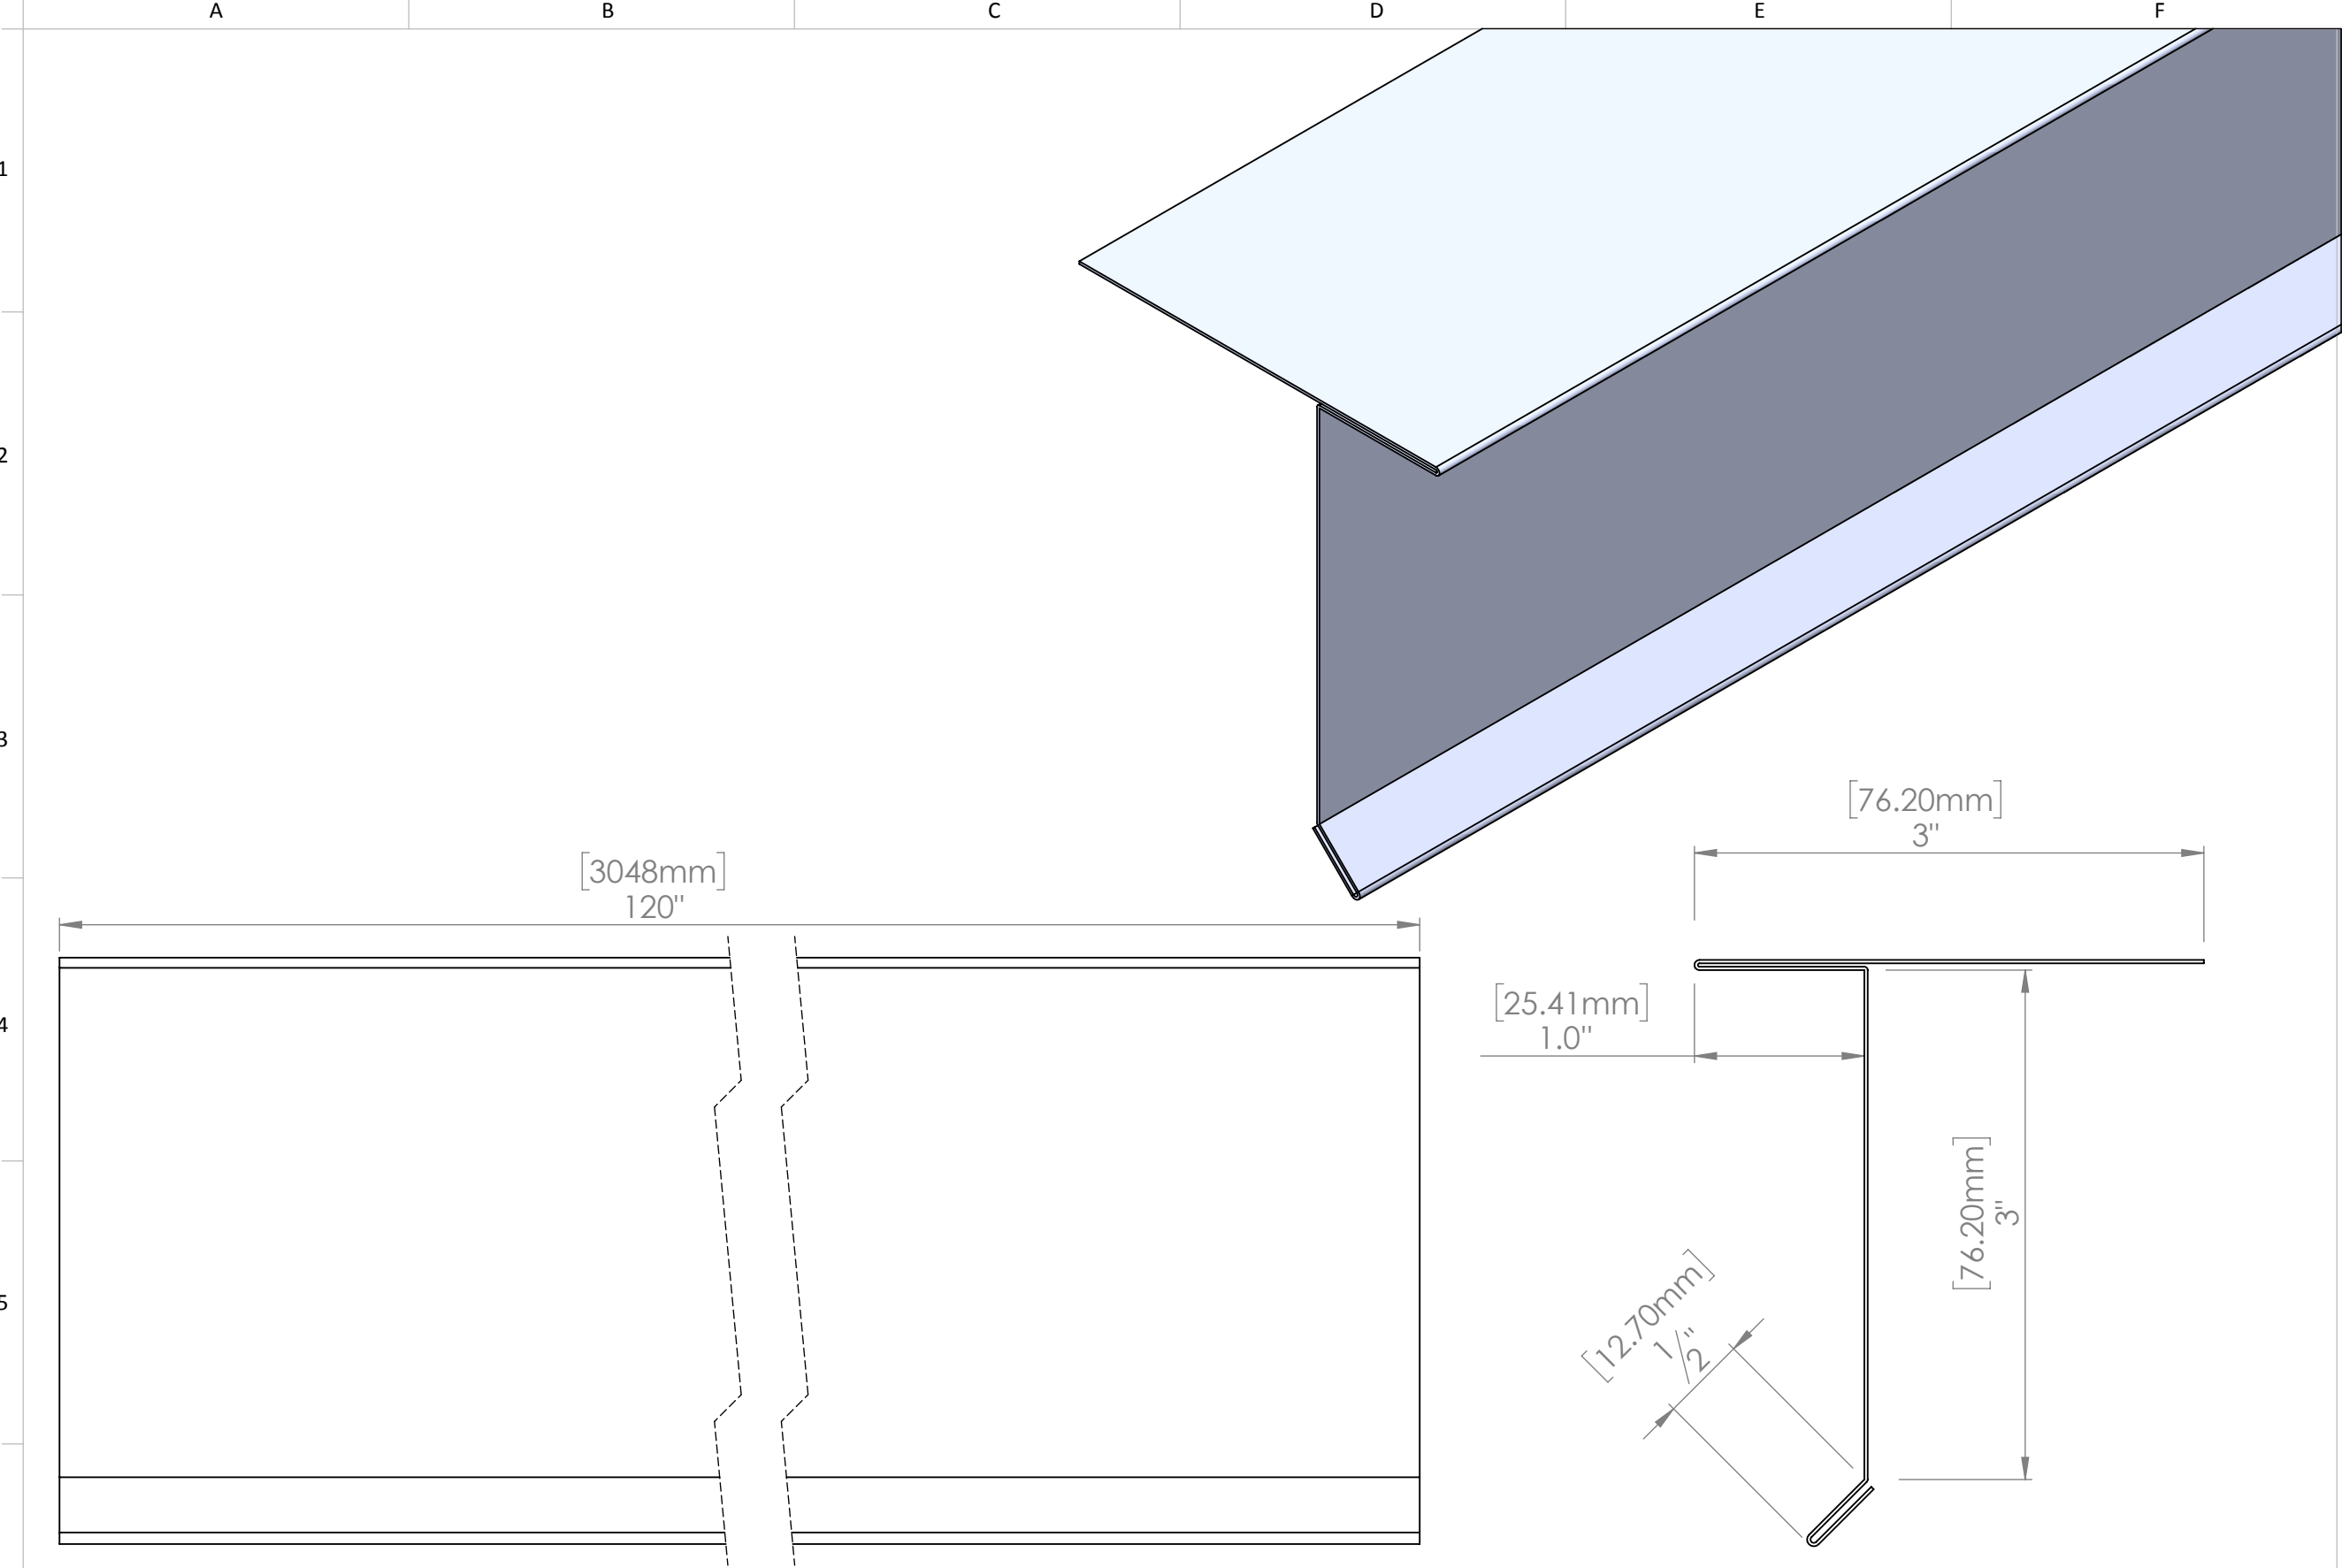 A B C D E F
1
2
3
[76.20mm]
3"
[3048mm]
120"
4
[25.41mm]
1.0"
[76.20mm]
3"
5
[12.70mm]
1/2"